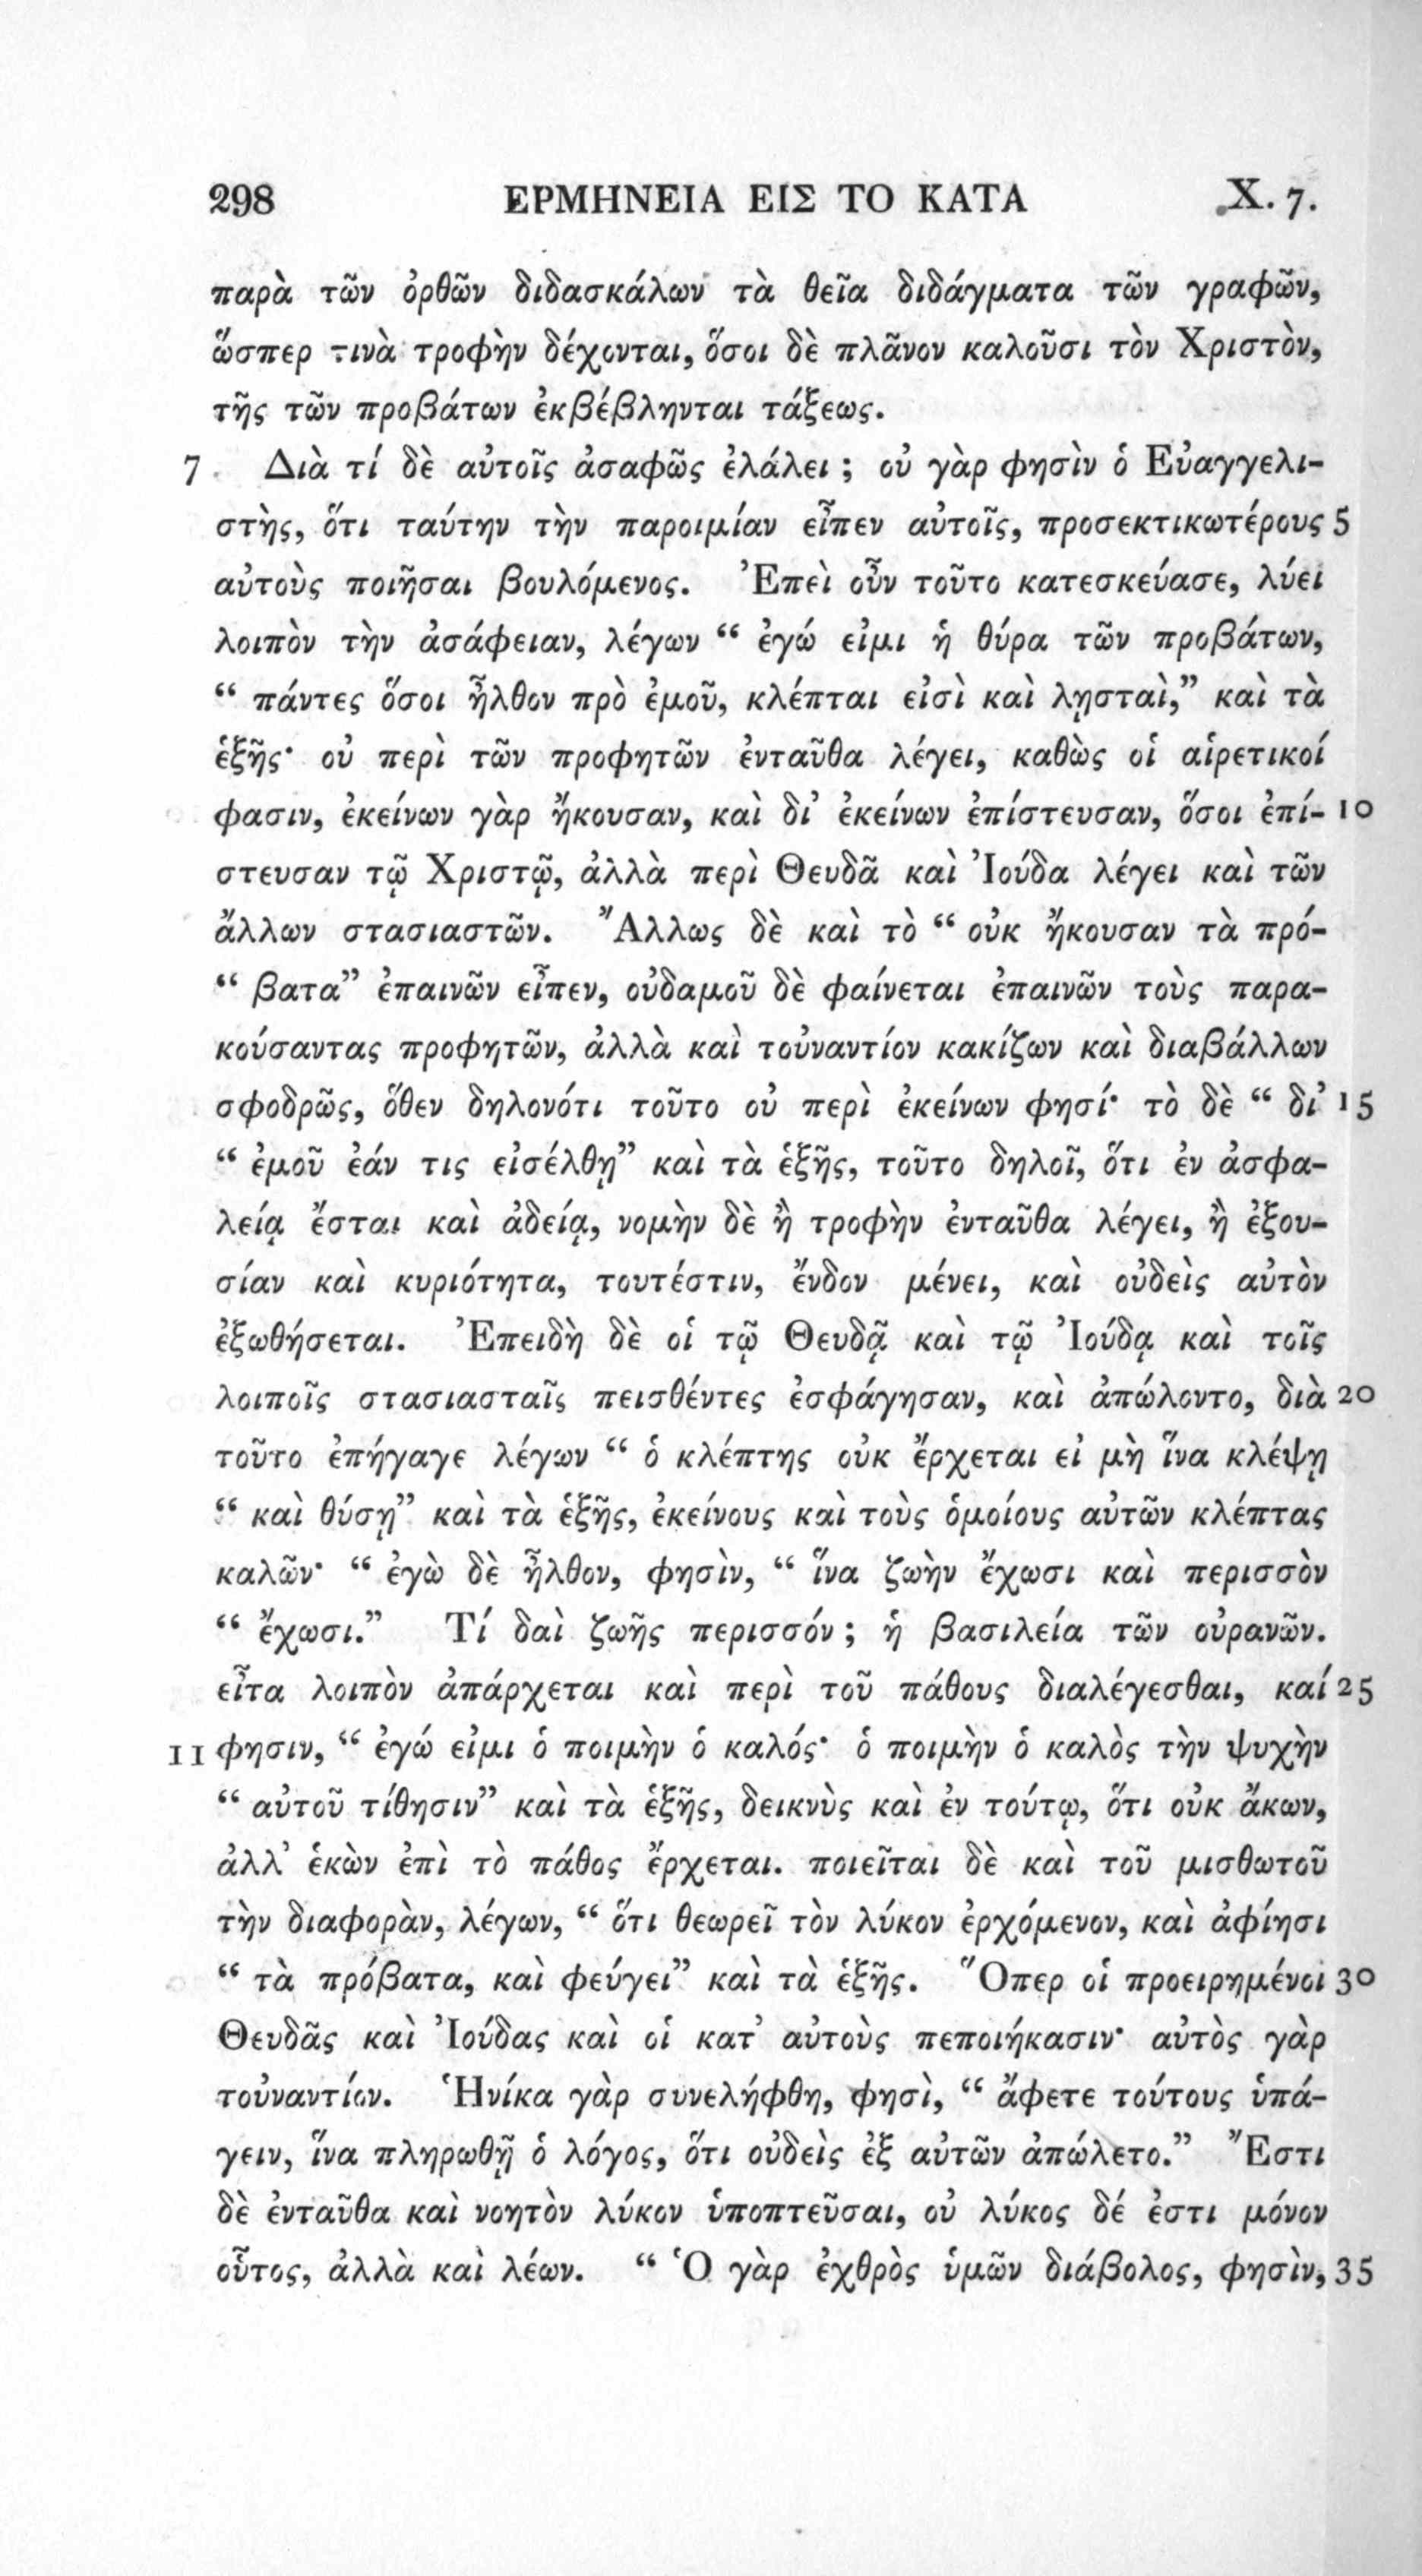 298 ΕΡΜΗΝΕΙΑ ΕΙΣ ΤΟ ΚΑΤΑ X. 7.
παρὰ τῶν ὀρθῶν διδασκάλων τὰ θεῖα διδάγματα τῶν γραφῶν,
ὥσπερ τινὰ τροφὴν δέχονται, ὅσοι δὲ πλᾶνον καλοῦσι τὸν Χριστὸν,
τῆς τῶν προβάτων ἐκβέβληνται τάξεως.
7 Διὰ τί δὲ αὐτοῖς ἀσαφῶς ἐλάλει ; οὐ γὰρ φησὶν ὁ Εὐαγγελι-
στὴς, ὅτι ταύτην τὴν παροιμίαν εἶπεν αὐτοῖς, προσεκτικωτέρους 5
αὐτοὺς ποιῆσαι βουλόμενος. Ἐπεὶ οὖν τοῦτο κατεσκεύασε, λύει
λοιπὸν τὴν ἀσάφειαν, λέγων “ ἐγώ εἰμι ἡ θύρα τῶν προβάτων,
“ πάντες ὅσοι ἦλθον πρὸ ἐμοῦ, κλέπται εἰσὶ καὶ λῃσταὶ,” καὶ τὰ
ἑξῆς· οὐ περὶ τῶν προφητῶν ἐνταῦθα λέγει, καθὼς οἱ αἱρετικοί
φασιν, ἐκείνων γὰρ ἤκουσαν, καὶ δι’ ἐκείνων ἐπίστευσαν, ὅσοι ἐπί- 10
στευσαν τῷ Χριστῷ, ἀλλὰ περὶ Θευδᾶ καὶ Ἰούδα λέγει καὶ τῶν
ἄλλων στασιαστῶν. Ἄλλως δὲ καὶ τὸ “ οὐκ ἤκουσαν τὰ πρό-
“ βατα” ἐπαινῶν εἶπεν, οὐδαμοῦ δὲ φαίνεται ἐπαινῶν τοὺς παρα-
κούσαντας προφητῶν, ἀλλὰ καὶ τοὐναντίον κακίζων καὶ διαβάλλων
σφοδρῶς, ὅθεν δηλονότι τοῦτο οὐ περὶ ἐκείνων φησί· τὸ δὲ “ δι’ 15
“ ἐμοῦ ἐάν τις εἰσέλθῃ” καὶ τὰ ἑξῆς, τοῦτο δηλοῖ, ὅτι ἐν ἀσφα-
λείᾳ ἔσται καὶ ἀδείᾳ, νομὴν δὲ ἢ τροφὴν ἐνταῦθα λέγει, ἢ ἐξου-
σίαν καὶ κυριότητα, τουτέστιν, ἔνδον μένει, καὶ οὐδεὶς αὐτὸν
ἐξωθήσεται. Ἐπειδὴ δὲ οἱ τῷ Θευδᾷ καὶ τῷ Ἰούδᾳ καὶ τοῖς
λοιποῖς στασιασταῖς πεισθέντες ἐσφάγησαν, καὶ ἀπώλοντο, διὰ 20
τοῦτο ἐπήγαγε λέγων “ ὁ κλέπτης οὐκ ἔρχεται εἰ μὴ ἵνα κλέψῃ
“ καὶ θύσῃ” καὶ τὰ ἑξῆς, ἐκείνους καὶ τοὺς ὁμοίους αὐτῶν κλέπτας
καλῶν· “ ἐγὼ δὲ ἦλθον, φησὶν, “ ἵνα ζωὴν ἔχωσι καὶ περισσὸν
“ ἔχωσι.” Τί δαὶ ζωῆς περισσόν ; ἡ βασιλεία τῶν οὐρανῶν.
εἶτα λοιπὸν ἀπάρχεται καὶ περὶ τοῦ πάθους διαλέγεσθαι, καί 25
11 φησιν, “ ἐγώ εἰμι ὁ ποιμὴν ὁ καλός· ὁ ποιμὴν ὁ καλὸς τὴν ψυχὴν
“ αὐτοῦ τίθησιν” καὶ τὰ ἑξῆς, δεικνὺς καὶ ἐν τούτῳ, ὅτι οὐκ ἄκων,
ἀλλ’ ἑκὼν ἐπὶ τὸ πάθος ἔρχεται. ποιεῖται δὲ καὶ τοῦ μισθωτοῦ
τὴν διαφορὰν, λέγων, “ ὅτι θεωρεῖ τὸν λύκον ἐρχόμενον, καὶ ἀφίησι
“ τὰ πρόβατα, καὶ φεύγει” καὶ τὰ ἑξῆς. Ὅπερ οἱ προειρημένοι 30
Θευδᾶς καὶ Ἰούδας καὶ οἱ κατ’ αὐτοὺς πεποιήκασιν· αὐτὸς γὰρ
τοὐναντίον. Ἡνίκα γὰρ συνελήφθη, φησὶ, “ ἄφετε τούτους ὑπά-
γειν, ἵνα πληρωθῇ ὁ λόγος, ὅτι οὐδεὶς ἐξ αὐτῶν ἀπώλετο.” Ἔστι
δὲ ἐνταῦθα καὶ νοητὸν λύκον ὑποπτεῦσαι, οὐ λύκος δέ ἐστι μόνον
οὗτος, ἀλλὰ καὶ λέων. “ Ὁ γὰρ ἐχθρὸς ὑμῶν διάβολος, φησὶν, 35